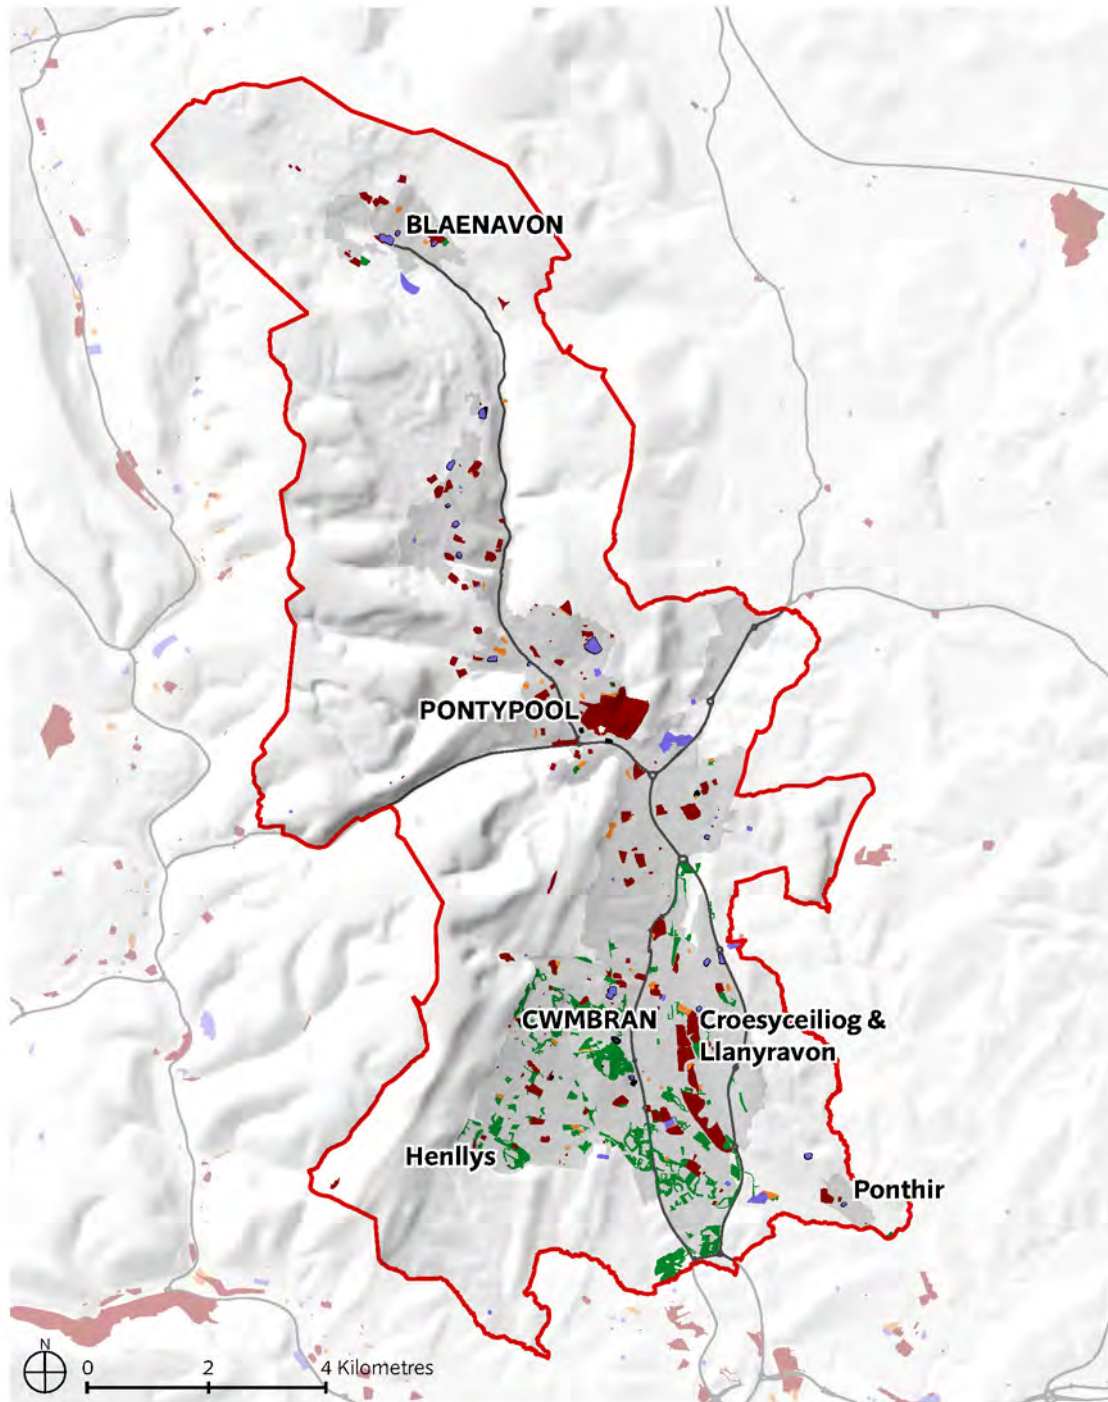 BLAENAVON
PONTYPOOL
CWMBRAN
Croesyceiliog &
Llanyravon
Henllys
Ponthir
N
0 2 4 Kilometres